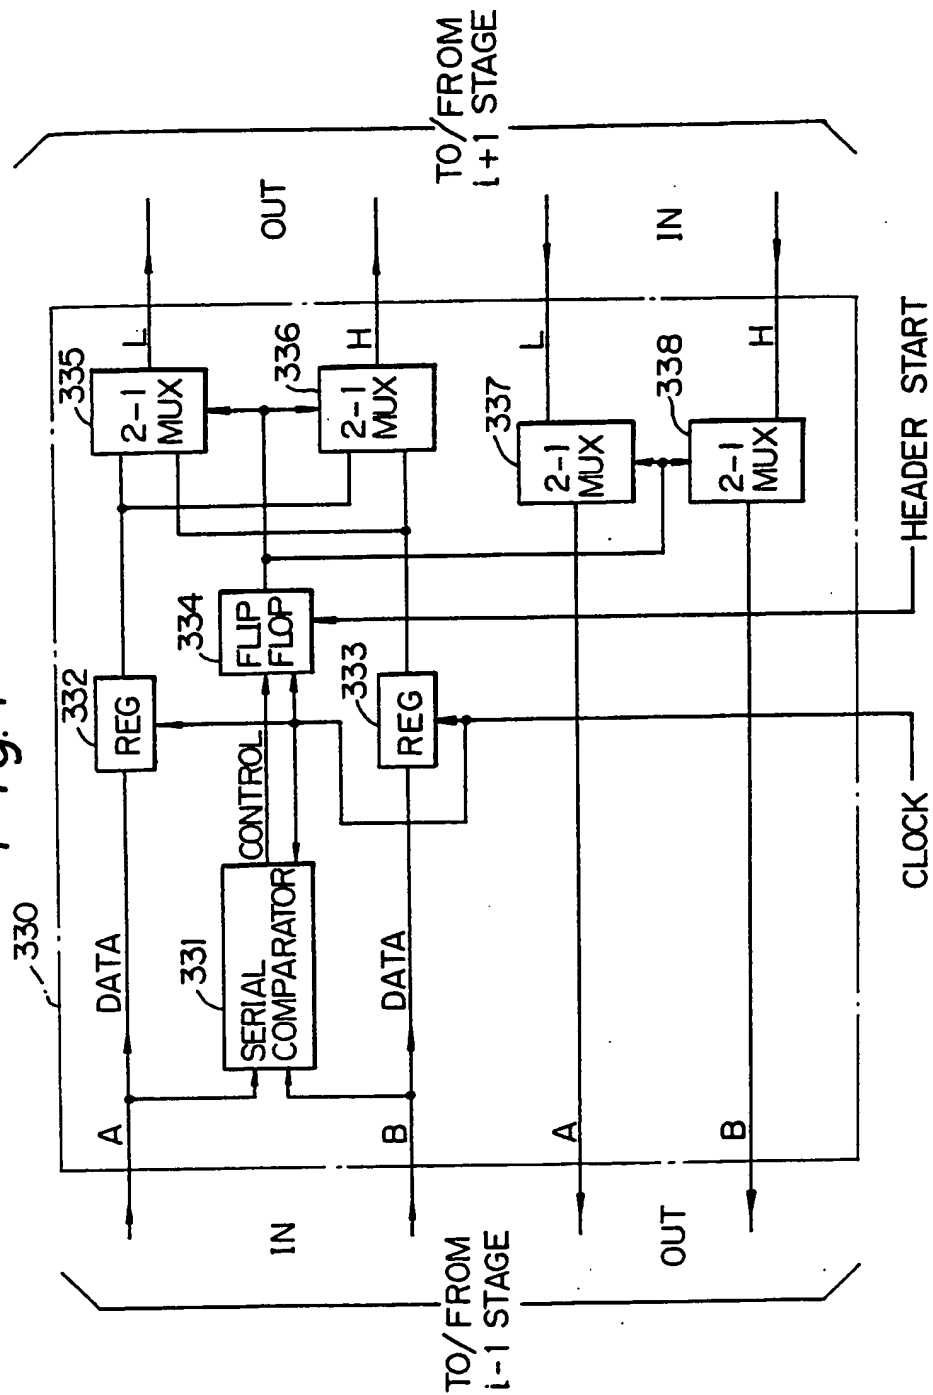 Fig.
330
TO/FROM
i-1 STAGE
IN
A
DATA
332
REG
335
2-1
MUX
L
OUT
TO/FROM
i+1 STAGE
331
SERIAL
COMPARATOR
CONTROL
334
FLIP
FLOP
336
2-1
MUX
H
B
DATA
333
REG
OUT
A
337
2-1
MUX
L
IN
B
338
2-1
MUX
H
CLOCK
HEADER START